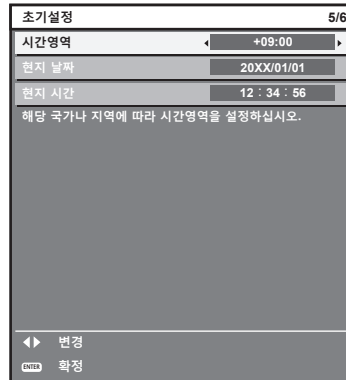 초기설정 5/6
시간영역 +09:00
현지 날짜 20XX/01/01
현지 시간 12 : 34 : 56
해당 국가나 지역에 따라 시간영역을 설정하십시오.
변경
ENTER 확정